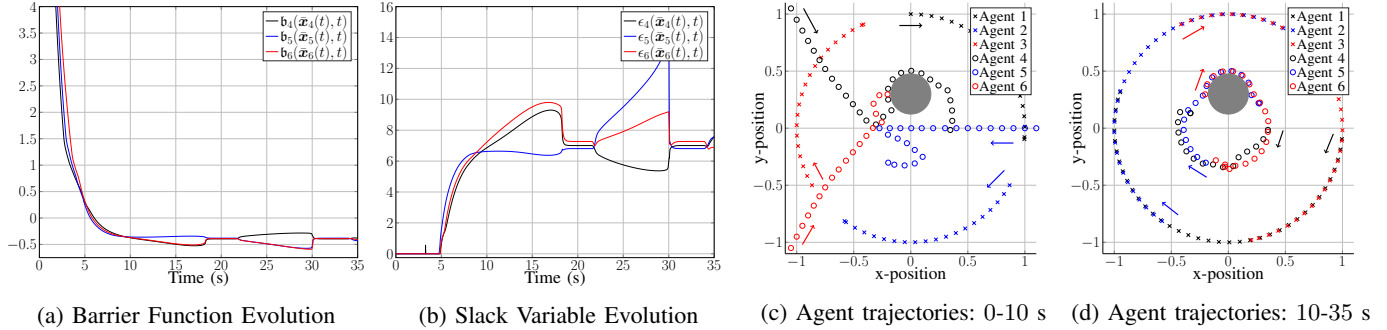 4
3.5
3
2.5
2
1.5
1
0.5
0
−0.5
0
5
10
15
20
25
30
35
Time (s)
𝔟₄(x̄₄(t), t)
𝔟₅(x̄₅(t), t)
𝔟₆(x̄₆(t), t)
(a) Barrier Function Evolution
12
10
8
6
4
2
0
0
5
10
15
20
25
30
35
Time (s)
ϵ₄(x̄₄(t), t)
ϵ₅(x̄₅(t), t)
ϵ₆(x̄₆(t), t)
(b) Slack Variable Evolution
1
0.5
0
−0.5
−1
y-position
−1
−0.5
0
0.5
1
x-position
Agent 1
Agent 2
Agent 3
Agent 4
Agent 5
Agent 6
(c) Agent trajectories: 0-10 s
1
0.5
0
−0.5
−1
y-position
−1
−0.5
0
0.5
1
x-position
Agent 1
Agent 2
Agent 3
Agent 4
Agent 5
Agent 6
(d) Agent trajectories: 10-35 s